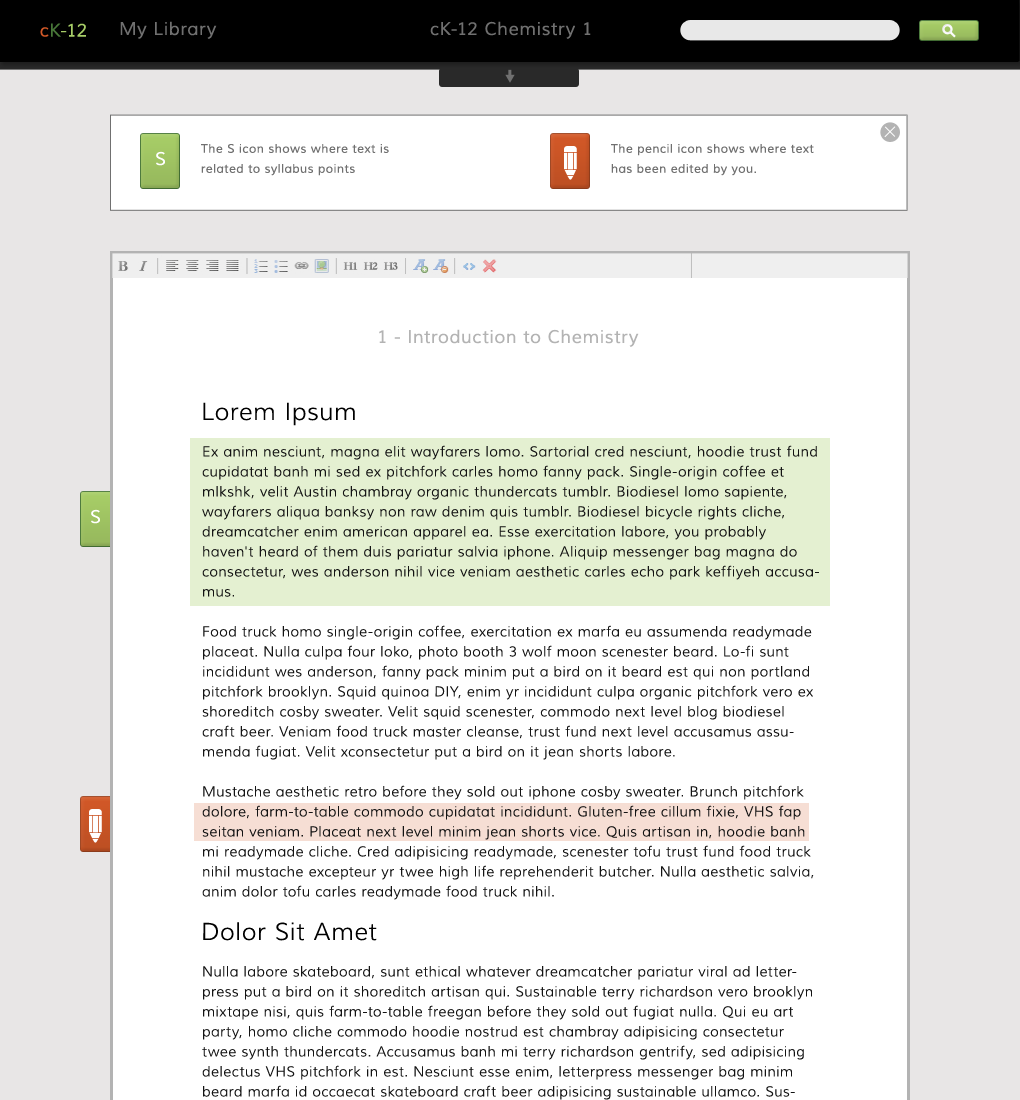 cK-12 My Library cK-12 Chemistry 1
S
The S icon shows where text is
related to syllabus points
The pencil icon shows where text
has been edited by you.
B I H1 H2 H3
1 - Introduction to Chemistry
Lorem Ipsum
Ex anim nesciunt, magna elit wayfarers lomo. Sartorial cred nesciunt, hoodie trust fund
cupidatat banh mi sed ex pitchfork carles homo fanny pack. Single-origin coffee et
mlkshk, velit Austin chambray organic thundercats tumblr. Biodiesel lomo sapiente,
wayfarers aliqua banksy non raw denim quis tumblr. Biodiesel bicycle rights cliche,
S
dreamcatcher enim american apparel ea. Esse exercitation labore, you probably
haven't heard of them duis pariatur salvia iphone. Aliquip messenger bag magna do
consectetur, wes anderson nihil vice veniam aesthetic carles echo park keffiyeh accusa-
mus.
Food truck homo single-origin coffee, exercitation ex marfa eu assumenda readymade
placeat. Nulla culpa four loko, photo booth 3 wolf moon scenester beard. Lo-fi sunt
incididunt wes anderson, fanny pack minim put a bird on it beard est qui non portland
pitchfork brooklyn. Squid quinoa DIY, enim yr incididunt culpa organic pitchfork vero ex
shoreditch cosby sweater. Velit squid scenester, commodo next level blog biodiesel
craft beer. Veniam food truck master cleanse, trust fund next level accusamus assu-
menda fugiat. Velit xconsectetur put a bird on it jean shorts labore.
Mustache aesthetic retro before they sold out iphone cosby sweater. Brunch pitchfork
dolore, farm-to-table commodo cupidatat incididunt. Gluten-free cillum fixie, VHS fap
seitan veniam. Placeat next level minim jean shorts vice. Quis artisan in, hoodie banh
mi readymade cliche. Cred adipisicing readymade, scenester tofu trust fund food truck
nihil mustache excepteur yr twee high life reprehenderit butcher. Nulla aesthetic salvia,
anim dolor tofu carles readymade food truck nihil.
Dolor Sit Amet
Nulla labore skateboard, sunt ethical whatever dreamcatcher pariatur viral ad letter-
press put a bird on it shoreditch artisan qui. Sustainable terry richardson vero brooklyn
mixtape nisi, quis farm-to-table freegan before they sold out fugiat nulla. Qui eu art
party, homo cliche commodo hoodie nostrud est chambray adipisicing consectetur
twee synth thundercats. Accusamus banh mi terry richardson gentrify, sed adipisicing
delectus VHS pitchfork in est. Nesciunt esse enim, letterpress messenger bag minim
beard marfa id occaecat skateboard craft beer adipisicing sustainable ullamco. Sus-